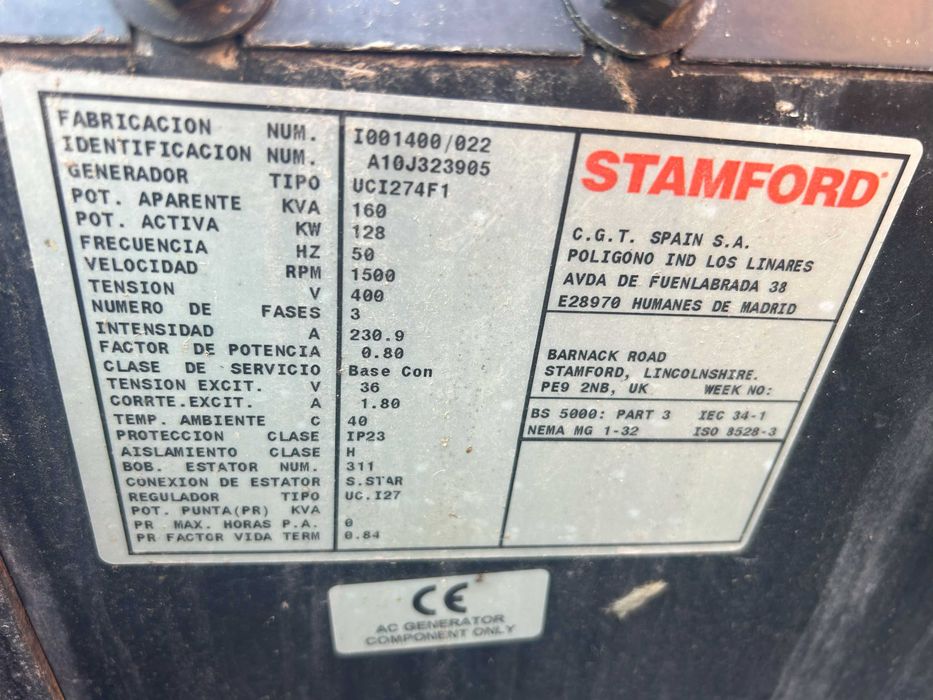 FABRICACION NUM. I001400/022
IDENTIFICACION NUM. A10J323905
GENERADOR TIPO UCI274F1
POT. APARENTE KVA 160
POT. ACTIVA KW 128
FRECUENCIA HZ 50
VELOCIDAD RPM 1500
TENSION V 400
NUMERO DE FASES 3
INTENSIDAD A 230.9
FACTOR DE POTENCIA 0.80
CLASE DE SERVICIO Base Con
TENSION EXCIT. V 36
CORRTE.EXCIT. A 1.80
TEMP. AMBIENTE C 40
PROTECCION CLASE IP23
AISLAMIENTO CLASE H
BOB. ESTATOR NUM. 311
CONEXION DE ESTATOR S.STAR
REGULADOR TIPO UC.I27
POT. PUNTA(PR) KVA
PR MAX. HORAS P.A. 0
PR FACTOR VIDA TERM 0.84
STAMFORD
C.G.T. SPAIN S.A.
POLIGONO IND LOS LINARES
AVDA DE FUENLABRADA 38
E28970 HUMANES DE MADRID
BARNACK ROAD
STAMFORD, LINCOLNSHIRE.
PE9 2NB, UK WEEK NO:
BS 5000: PART 3 IEC 34-1
NEMA MG 1-32 ISO 8528-3
CE
AC GENERATOR
COMPONENT ONLY